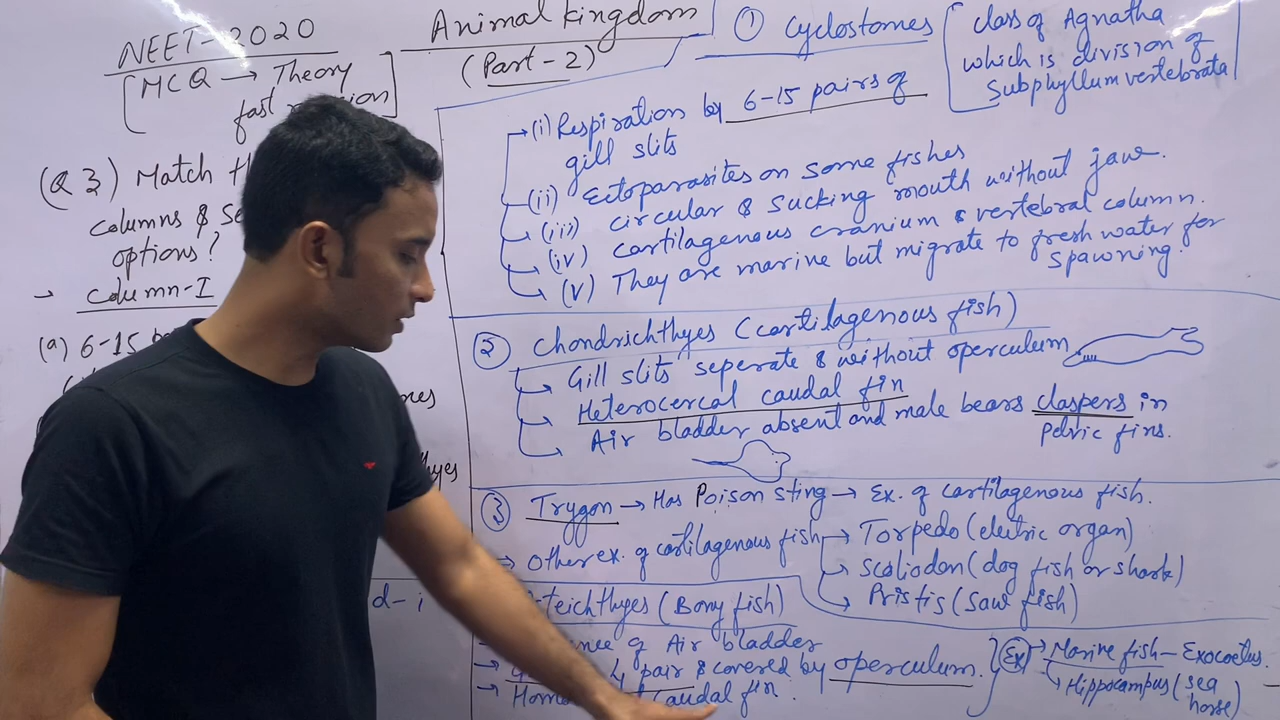 NEET-2020
[MCQ → Theory
fast revision]
Animal kingdom
(Part-2)
(Q 3) Match
columns &
options?
→ column-I
(a) 6-15
① Cyclostomes
class of Agnatha
which is division of
Subphyllum vertebrata
(i) Respiration by 6-15 pairs of
gill slits
(ii) Ectoparasites on some fishes
(iii) circular & sucking mouth without jaw.
(iv) cartilagenous cranium & vertebral column.
(v) They are marine but migrate to fresh water for
spawning.
② Chondrichthyes (cartilagenous fish)
Gill slits seperate & without operculum
Heterocercal caudal fin
Air bladder absent and male bears claspers in
pelvic fins.
③ Trygon → Has Poison sting → Ex. of cartilagenous fish.
→ other ex. of cartilagenous fish → Torpedo (eletric organ)
→ Scoliodon (dog fish or shark)
→ Pristis (Saw fish)
d-i
teichthyes (Bony fish)
of Air bladder
→ 4 pair & covered by operculum.
→ caudal fin.
Ex → Marine fish - Exocoetus.
→ Hippocampus (sea
horse)